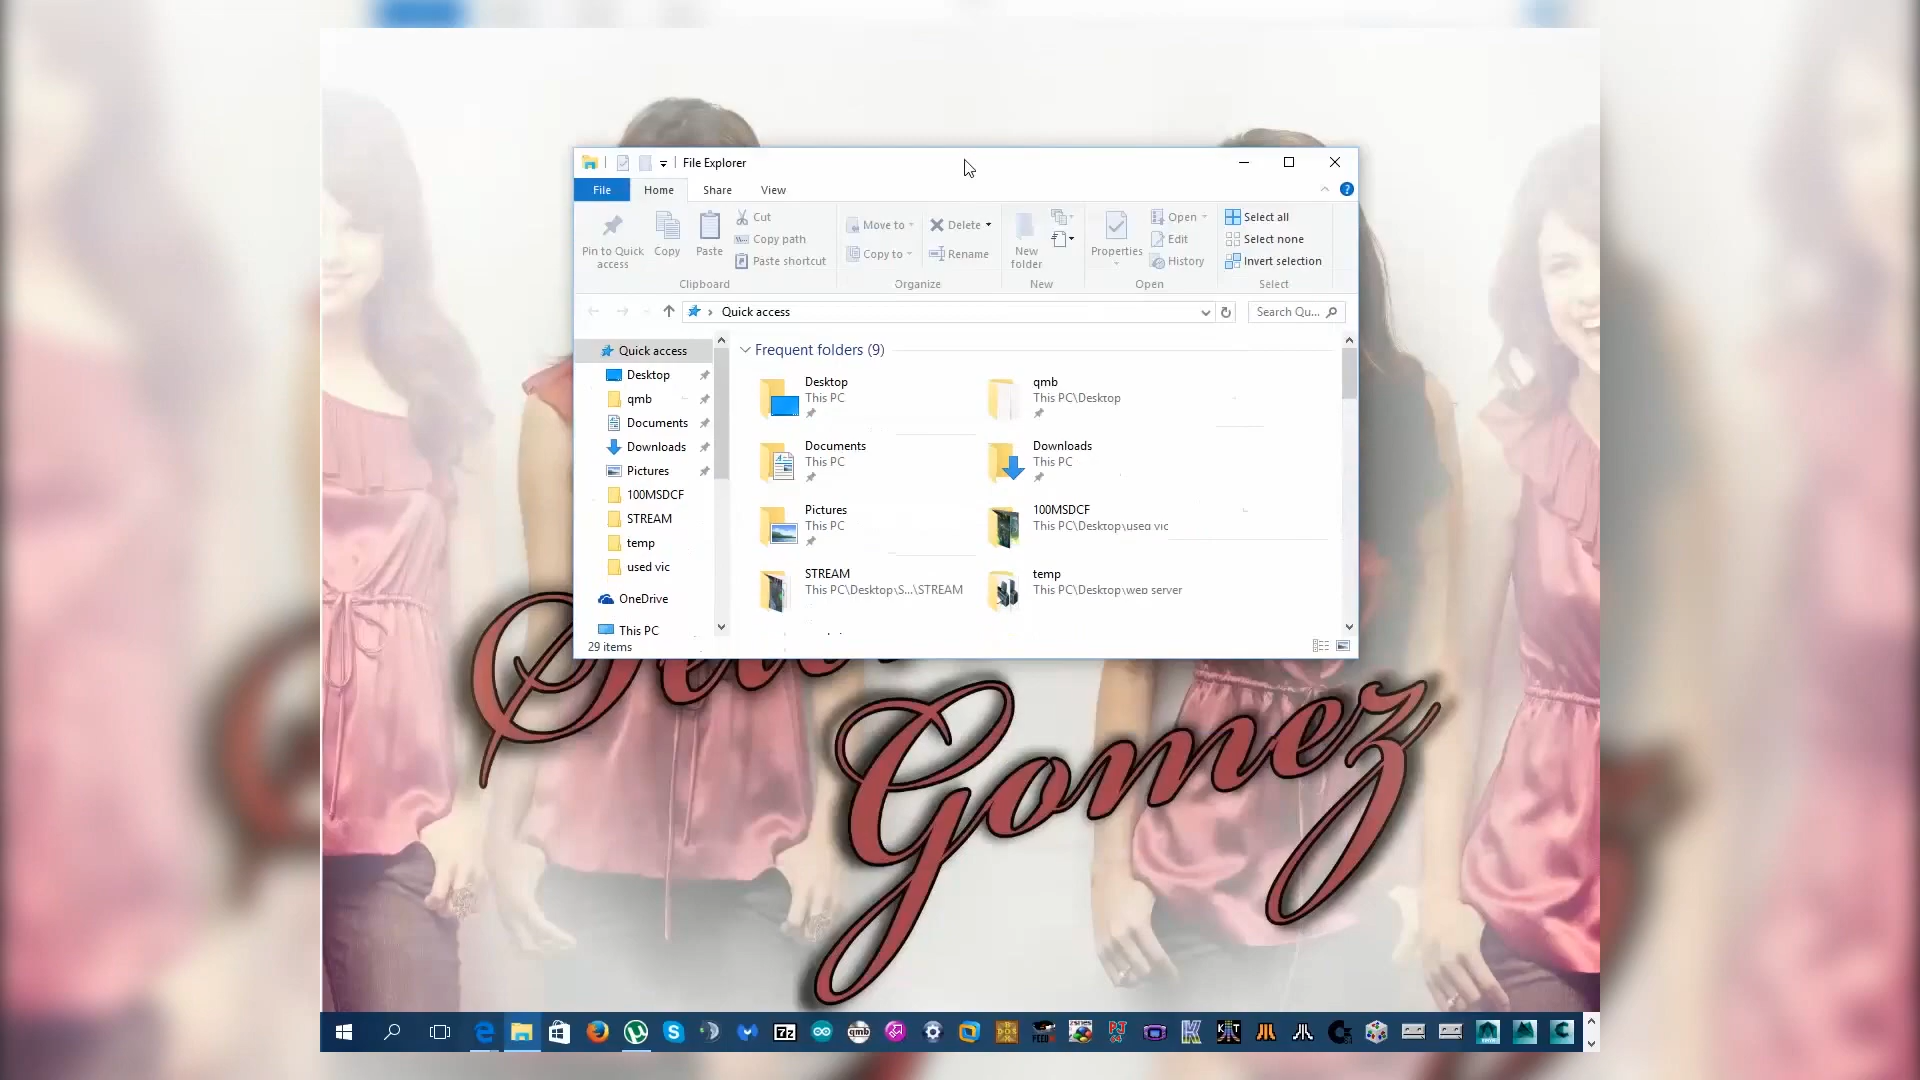 File Explorer
File Home Share View
Pin to Quick access
Copy
Paste
Cut
Copy path
Paste shortcut
Clipboard
Move to
Copy to
Delete
Rename
Organize
New folder
New
Properties
Open
Edit
History
Open
Select all
Select none
Invert selection
Select
Quick access
Search Qu...
Quick access
Desktop
qmb
Documents
Downloads
Pictures
100MSDCF
STREAM
temp
used vic
OneDrive
This PC
29 items
Frequent folders (9)
Desktop
This PC
qmb
This PC\Desktop
Documents
This PC
Downloads
This PC
Pictures
This PC
100MSDCF
This PC\Desktop\used vic
STREAM
This PC\Desktop\S...\STREAM
temp
This PC\Desktop\web server
Gomez
7z
qmb